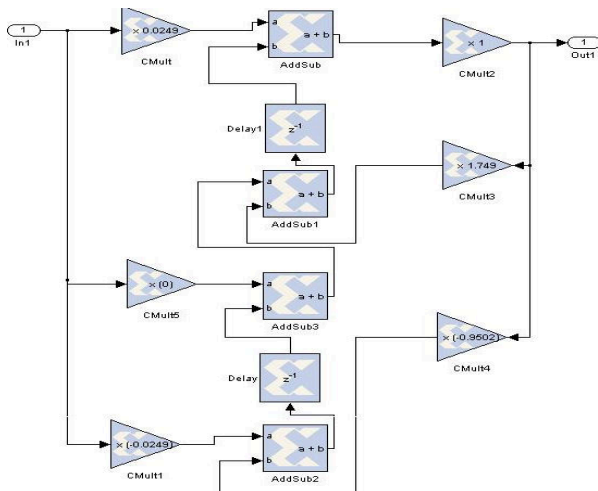 1
In1
x 0.0249
CMult
a
b
a + b
AddSub
x 1
CMult2
1
Out1
Delay1
z⁻¹
a
b
a + b
AddSub1
x 1.749
CMult3
x (0)
CMult5
a
b
a + b
AddSub3
x (-0.9502)
CMult4
Delay
z⁻¹
x (-0.0249)
CMult1
a
b
a + b
AddSub2